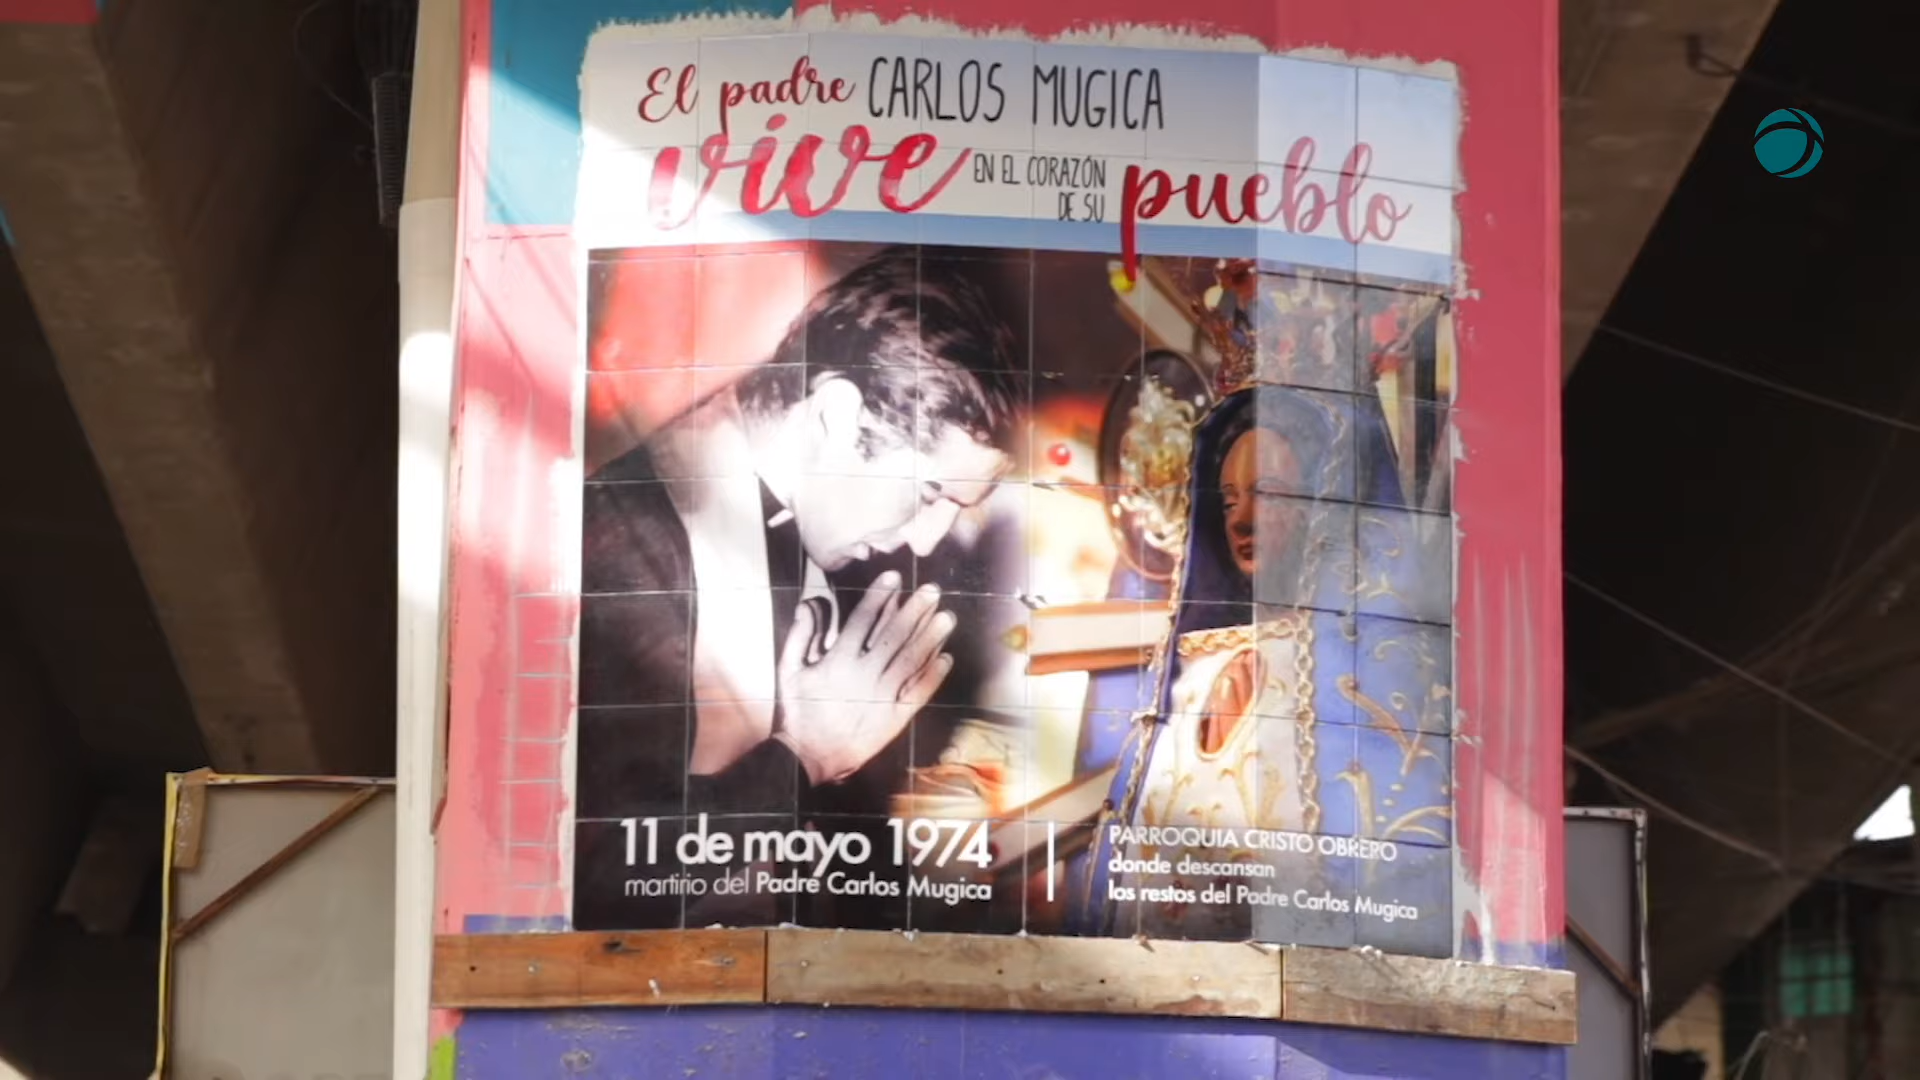 El padre CARLOS MUGICA
vive EN EL CORAZÓN DE SU pueblo
11 de mayo 1974
martirio del Padre Carlos Mugica
PARROQUIA CRISTO OBRERO
donde descansan
los restos del Padre Carlos Mugica